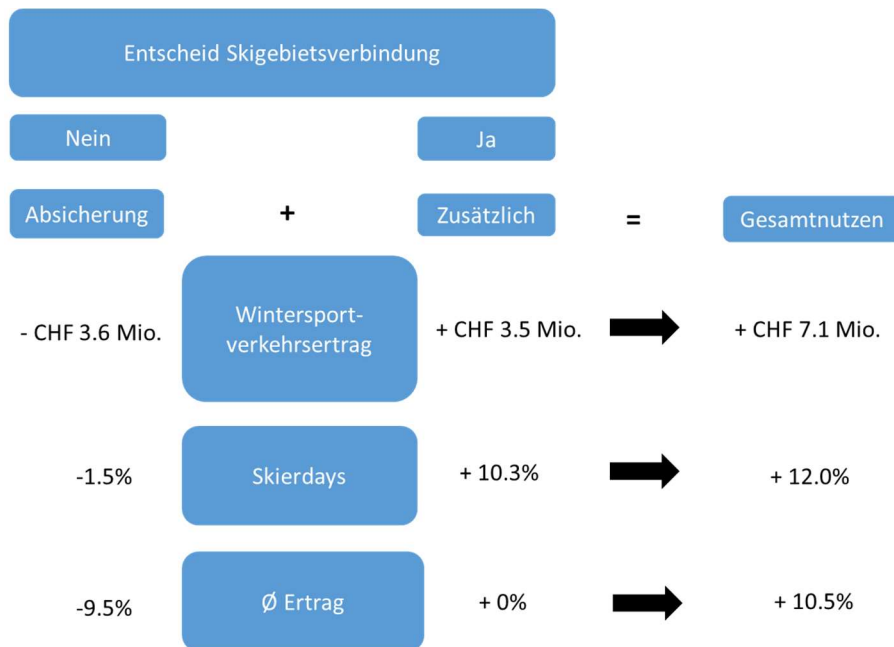 Entscheid Skigebietsverbindung
Nein
Ja
Absicherung
+
Zusätzlich
=
Gesamtnutzen
- CHF 3.6 Mio.
Wintersport-
verkehrsertrag
+ CHF 3.5 Mio.
+ CHF 7.1 Mio.
-1.5%
Skierdays
+ 10.3%
+ 12.0%
-9.5%
Ø Ertrag
+ 0%
+ 10.5%